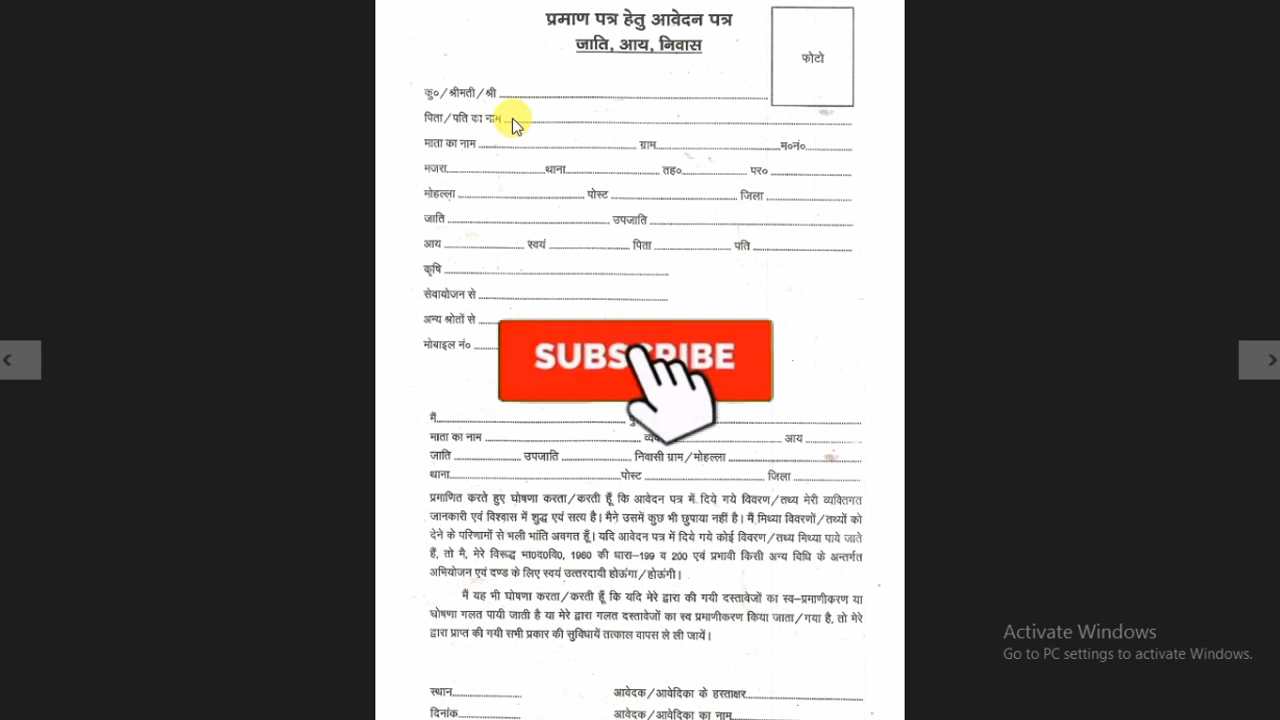 प्रमाण पत्र हेतु आवेदन पत्र
जाति, आय, निवास
फोटो
कु०/श्रीमती/श्री
पिता/पति का नाम
माता का नाम ग्राम म०नं०
मजरा थाना तह० पर०
मोहल्ला पोस्ट जिला
जाति उपजाति
आय स्वयं पिता पति
कृषि
सेवायोजन से
अन्य श्रोतों से
मोबाइल नं०
SUBSCRIBE
मैं
माता का नाम आय
जाति उपजाति निवासी ग्राम/मोहल्ला
थाना पोस्ट जिला
प्रमाणित करते हुए घोषणा करता/करती हूँ कि आवेदन पत्र में दिये गये विवरण/तथ्य मेरी व्यक्तिगत
जानकारी एवं विश्वास में शुद्ध एवं सत्य है। मैने उसमें कुछ भी छुपाया नहीं है। मैं मिथ्या विवरणों/तथ्यों को
देने के परिणामों से भली भांति अवगत हूँ। यदि आवेदन पत्र में दिये गये कोई विवरण/तथ्य मिथ्या पाये जाते
हैं, तो मै, मेरे विरूद्ध भा०द०वि०, 1960 की धारा-199 व 200 एवं प्रभावी किसी अन्य विधि के अन्तर्गत
अभियोजन एवं दण्ड के लिए स्वयं उत्तरदायी होऊंगा/होऊंगी।
मैं यह भी घोषणा करता/करती हूँ कि यदि मेरे द्वारा की गयी दस्तावेजों का स्व-प्रमाणीकरण या
घोषणा गलत पायी जाती है या मेरे द्वारा गलत दस्तावेजों का स्व प्रमाणीकरण किया जाता/गया है, तो मेरे
द्वारा प्राप्त की गयी सभी प्रकार की सुविधायें तत्काल वापस ले ली जायें।
Activate Windows
Go to PC settings to activate Windows.
स्थान आवेदक/आवेदिका के हस्ताक्षर
दिनांक आवेदक/आवेदिका का नाम